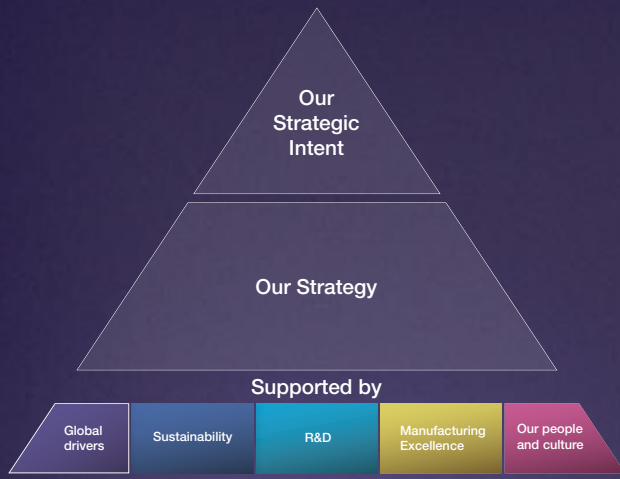 Our
Strategic
Intent
Our Strategy
Supported by
Global
drivers
Sustainability
R&D
Manufacturing
Excellence
Our people
and culture